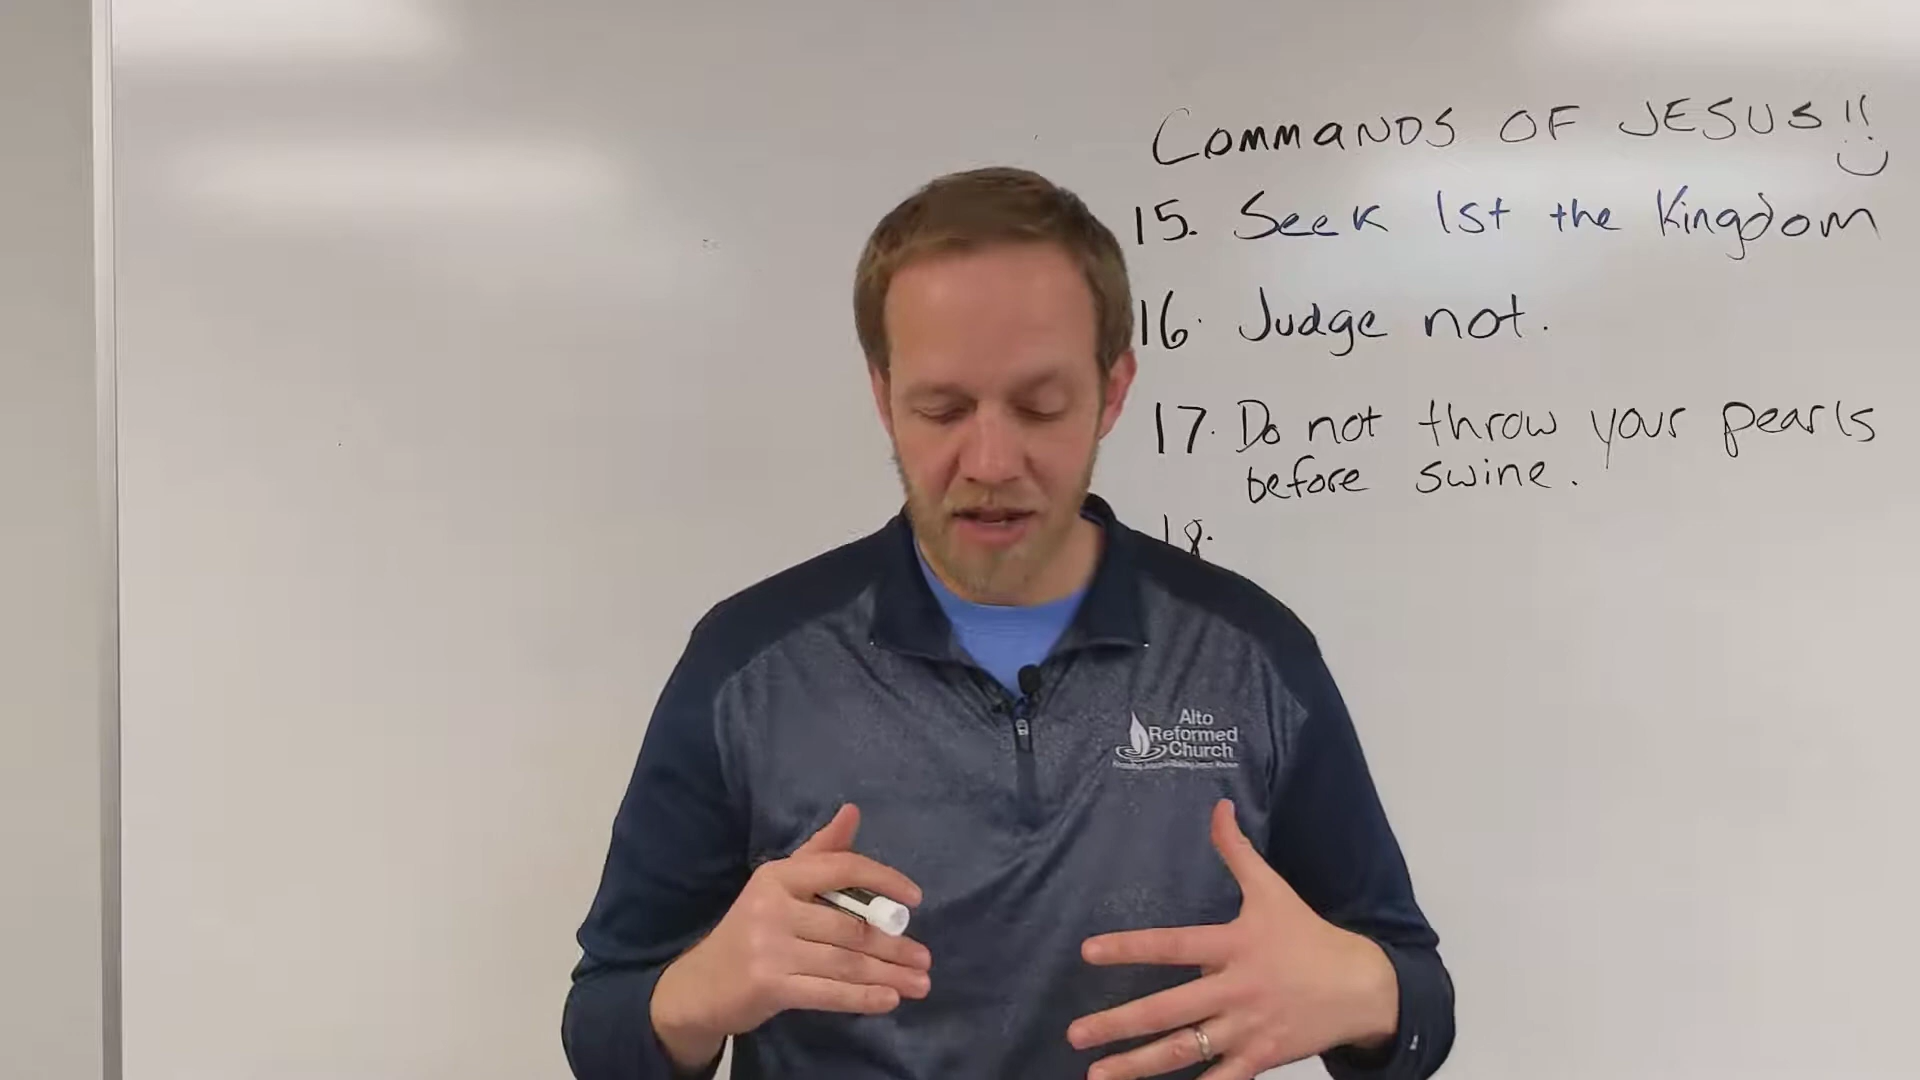 COMMANDS OF JESUS!!
15. Seek 1st the Kingdom
16. Judge not.
17. Do not throw your pearls
before swine.
18.
Alto
Reformed
Church